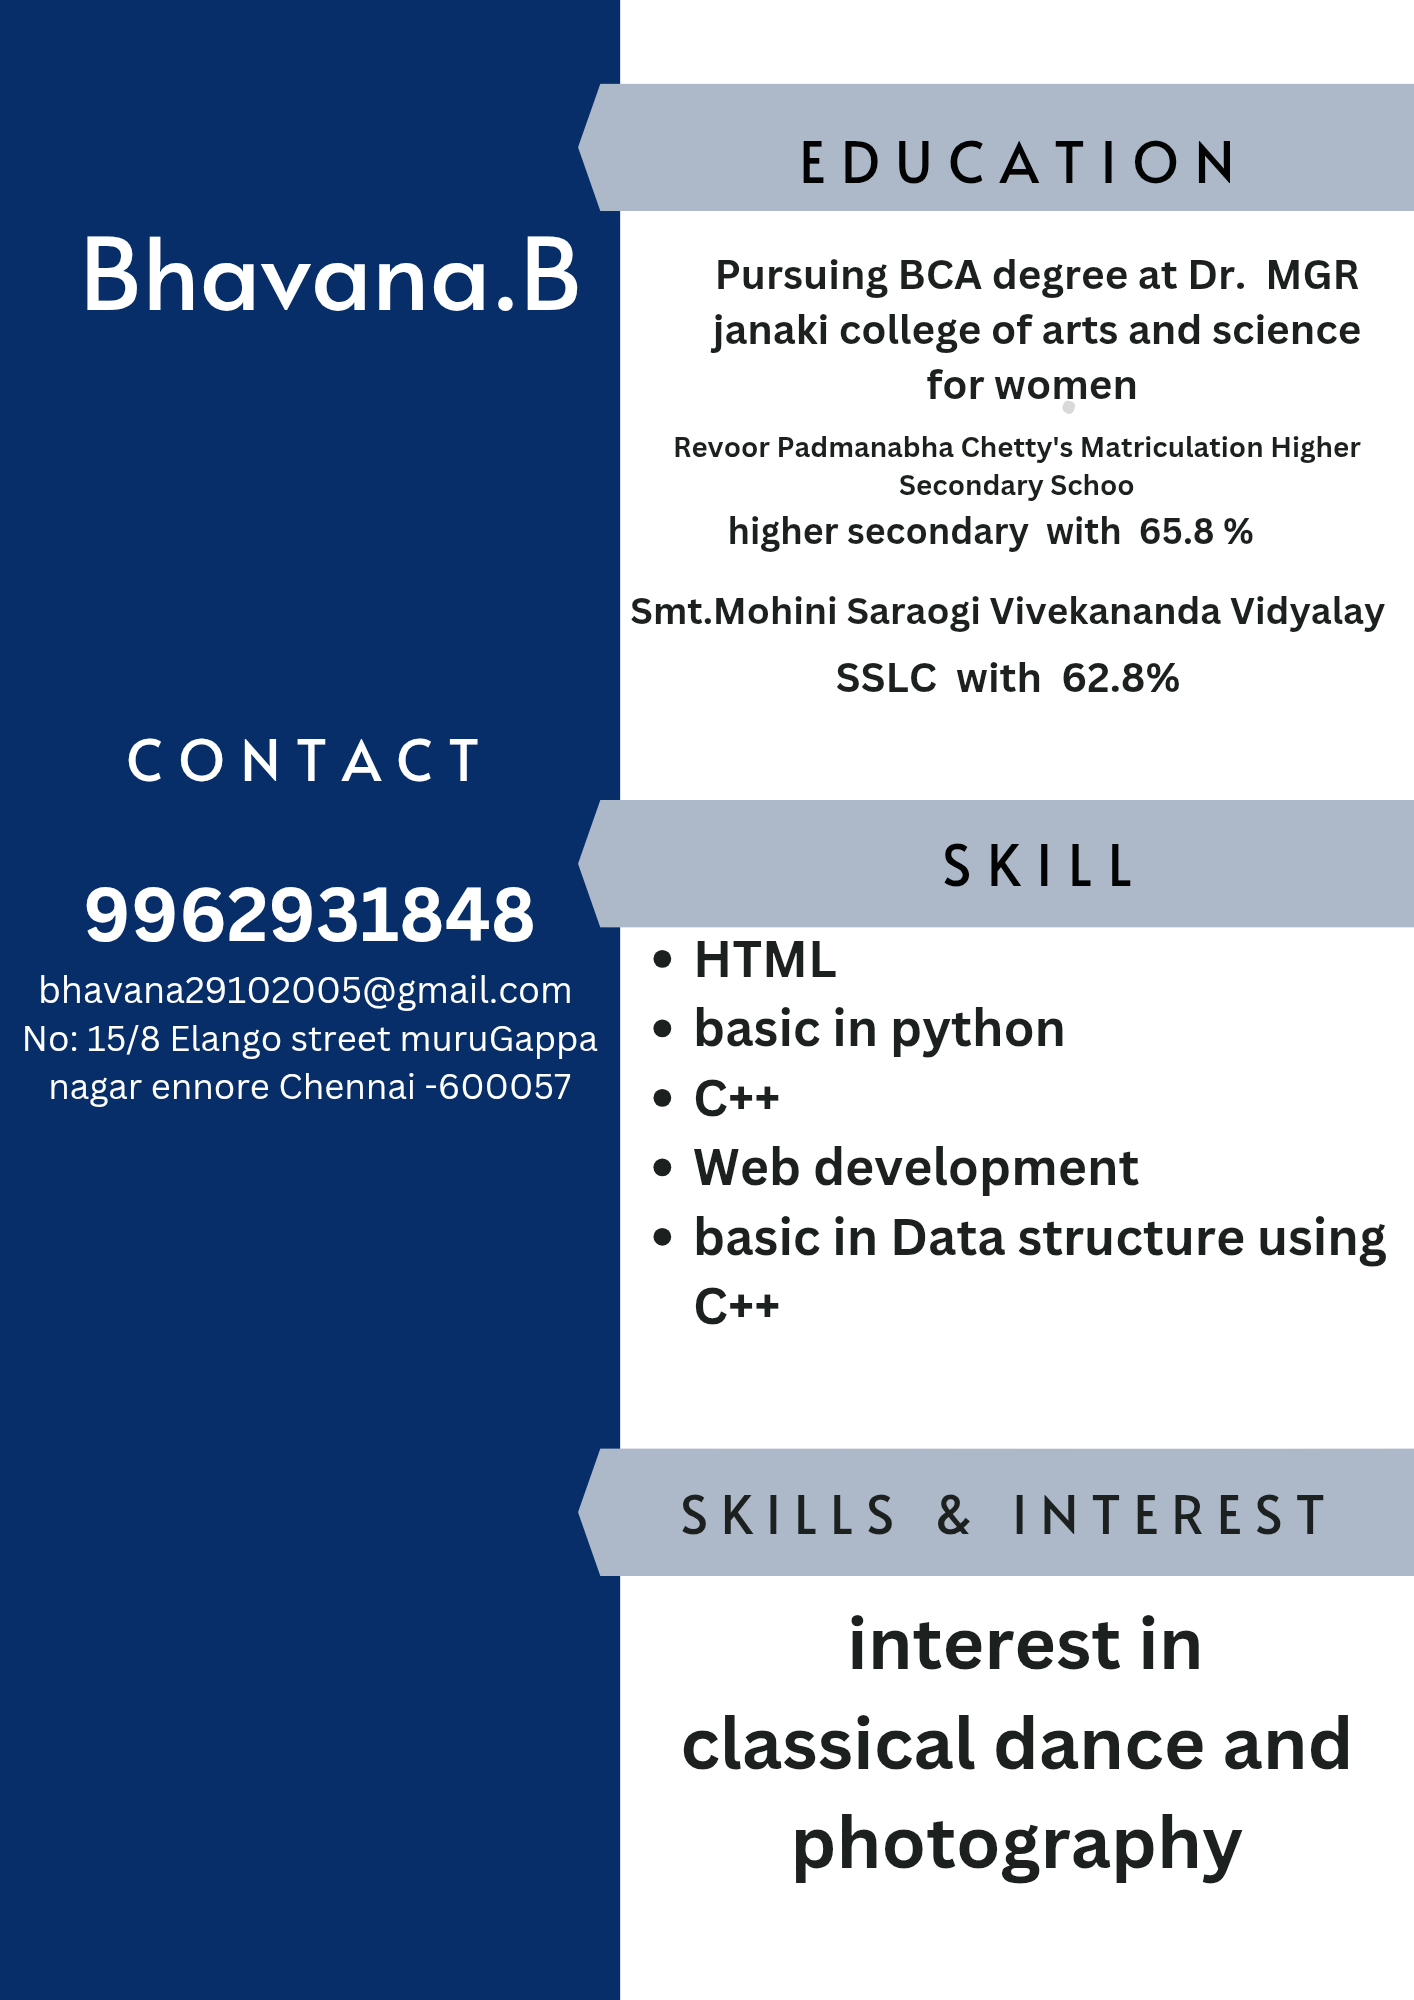 Bhavana.B
CONTACT
9962931848
bhavana29102005@gmail.com
No: 15/8 Elango street muruGappa
nagar ennore Chennai -600057
EDUCATION
Pursuing BCA degree at Dr. MGR
janaki college of arts and science
for women
Revoor Padmanabha Chetty's Matriculation Higher
Secondary Schoo
higher secondary with 65.8 %
Smt.Mohini Saraogi Vivekananda Vidyalay
SSLC with 62.8%
SKILL
• HTML
• basic in python
• C++
• Web development
• basic in Data structure using
C++
SKILLS & INTEREST
interest in
classical dance and
photography